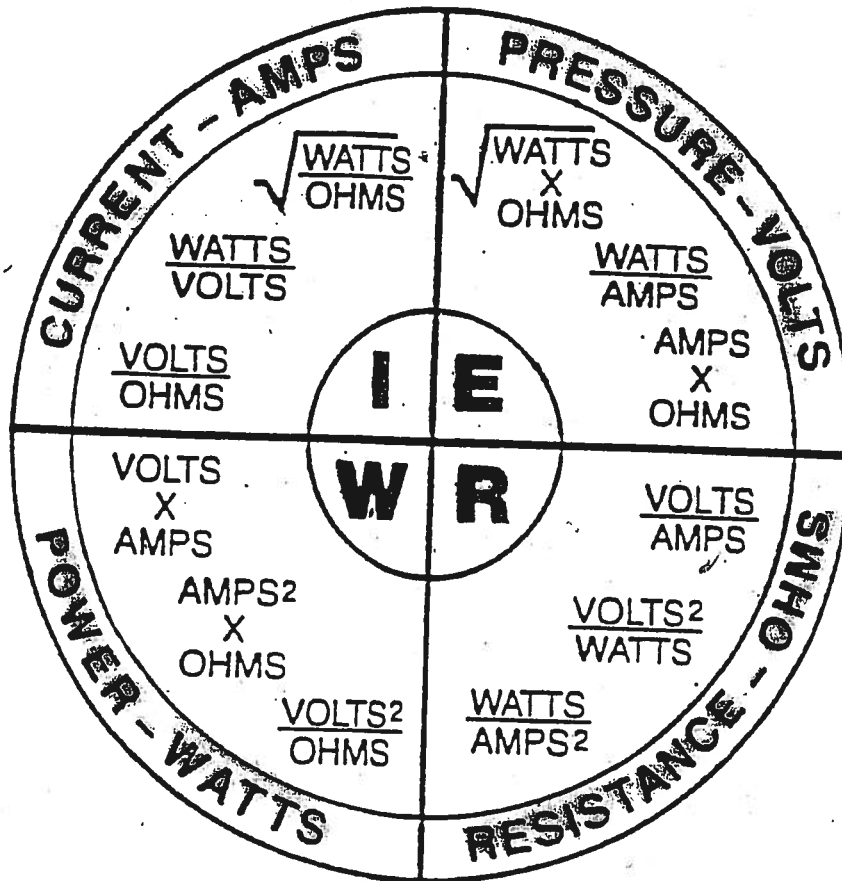 CURRENT - AMPS
√WATTS
OHMS
WATTS
VOLTS
VOLTS
OHMS
I
PRESSURE - VOLTS
√WATTS
X
OHMS
WATTS
AMPS
AMPS
X
OHMS
E
W
VOLTS
X
AMPS
AMPS²
X
OHMS
VOLTS²
OHMS
POWER - WATTS
R
VOLTS
AMPS
VOLTS²
WATTS
WATTS
AMPS²
RESISTANCE - OHMS